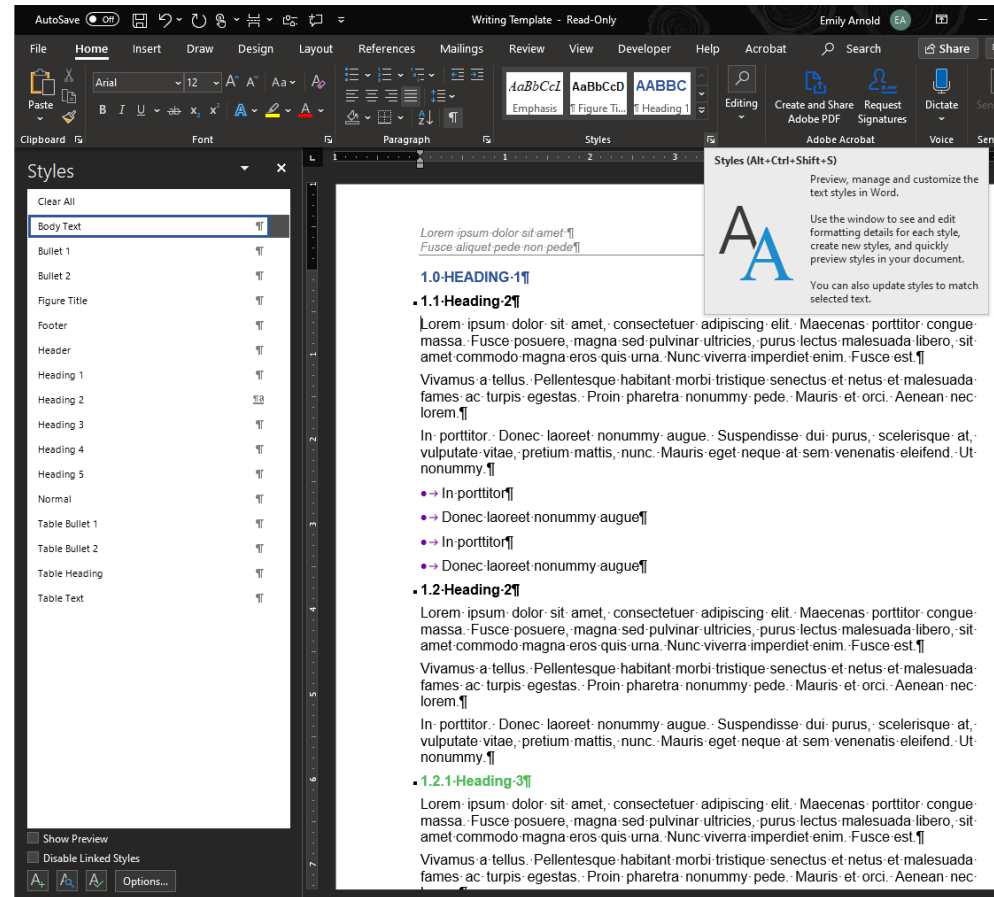 AutoSave Off Writing Template - Read-Only Emily Arnold EA
File Home Insert Draw Design Layout References Mailings Review View Developer Help Acrobat Search Share
Paste
Arial 12 A A Aa A
B I U ab x₂ x² A A
AaBbCcL AaBbCcD AABBC
Emphasis ¶ Figure Ti... ¶ Heading 1
Editing
Create and Share Adobe PDF
Request Signatures
Dictate
Clipboard Font Paragraph Styles Adobe Acrobat Voice Sen
Styles
Clear All
Body Text ¶
Bullet 1 ¶
Bullet 2 ¶
Figure Title ¶
Footer ¶
Header ¶
Heading 1 ¶
Heading 2 ¶a
Heading 3 ¶
Heading 4 ¶
Heading 5 ¶
Normal ¶
Table Bullet 1 ¶
Table Bullet 2 ¶
Table Heading ¶
Table Text ¶
Show Preview
Disable Linked Styles
Options...
1 1 2 3
Styles (Alt+Ctrl+Shift+S)
Preview, manage and customize the
text styles in Word.
Use the window to see and edit
formatting details for each style,
create new styles, and quickly
preview styles in your document.
You can also update styles to match
selected text.
Lorem·ipsum·dolor·sit·amet·¶
Fusce·aliquet·pede·non·pede¶
1.0·HEADING·1¶
1.1·Heading·2¶
Lorem·ipsum·dolor·sit·amet,·consectetuer·adipiscing·elit.·Maecenas·porttitor·congue·
massa.·Fusce·posuere,·magna·sed·pulvinar·ultricies,·purus·lectus·malesuada·libero,·sit·
amet·commodo·magna·eros·quis·urna.·Nunc·viverra·imperdiet·enim.·Fusce·est.¶
Vivamus·a·tellus.·Pellentesque·habitant·morbi·tristique·senectus·et·netus·et·malesuada·
fames·ac·turpis·egestas.·Proin·pharetra·nonummy·pede.·Mauris·et·orci.·Aenean·nec·
lorem.¶
In·porttitor.·Donec·laoreet·nonummy·augue.·Suspendisse·dui·purus,·scelerisque·at,·
vulputate·vitae,·pretium·mattis,·nunc.·Mauris·eget·neque·at·sem·venenatis·eleifend.·Ut·
nonummy.¶
•→In·porttitor¶
•→Donec·laoreet·nonummy·augue¶
•→In·porttitor¶
•→Donec·laoreet·nonummy·augue¶
1.2·Heading·2¶
Lorem·ipsum·dolor·sit·amet,·consectetuer·adipiscing·elit.·Maecenas·porttitor·congue·
massa.·Fusce·posuere,·magna·sed·pulvinar·ultricies,·purus·lectus·malesuada·libero,·sit·
amet·commodo·magna·eros·quis·urna.·Nunc·viverra·imperdiet·enim.·Fusce·est.¶
Vivamus·a·tellus.·Pellentesque·habitant·morbi·tristique·senectus·et·netus·et·malesuada·
fames·ac·turpis·egestas.·Proin·pharetra·nonummy·pede.·Mauris·et·orci.·Aenean·nec·
lorem.¶
In·porttitor.·Donec·laoreet·nonummy·augue.·Suspendisse·dui·purus,·scelerisque·at,·
vulputate·vitae,·pretium·mattis,·nunc.·Mauris·eget·neque·at·sem·venenatis·eleifend.·Ut·
nonummy.¶
1.2.1·Heading·3¶
Lorem·ipsum·dolor·sit·amet,·consectetuer·adipiscing·elit.·Maecenas·porttitor·congue·
massa.·Fusce·posuere,·magna·sed·pulvinar·ultricies,·purus·lectus·malesuada·libero,·sit·
amet·commodo·magna·eros·quis·urna.·Nunc·viverra·imperdiet·enim.·Fusce·est.¶
Vivamus·a·tellus.·Pellentesque·habitant·morbi·tristique·senectus·et·netus·et·malesuada·
fames·ac·turpis·egestas.·Proin·pharetra·nonummy·pede.·Mauris·et·orci.·Aenean·nec·